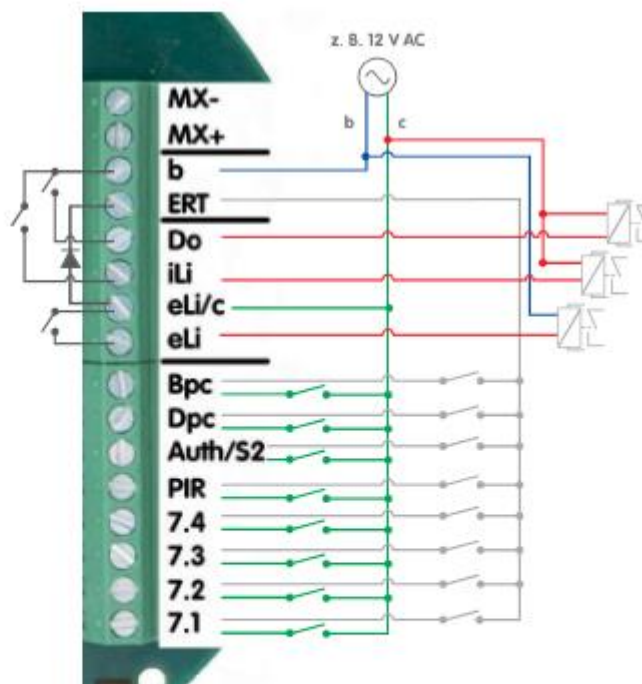 z. B. 12 V AC
b
c
MX-
MX+
b
ERT
Do
iLi
eLi/c
eLi
Bpc
Dpc
Auth/S2
PIR
7.4
7.3
7.2
7.1